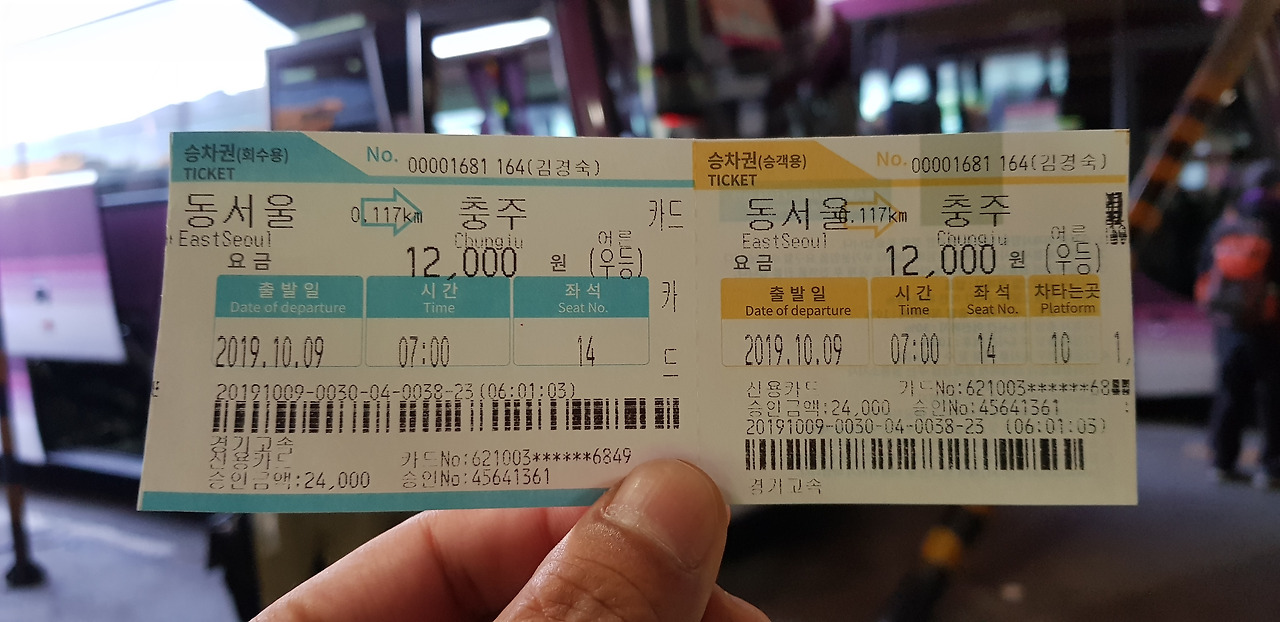 승차권(회수용)
TICKET
No. 00001681 164(김경숙)
동서울 0.117km 충주 카드
EastSeoul Chungju 어른
요금 12,000 원 (우등)
출발일 시간 좌석 카
Date of departure Time Seat No.
2019.10.09 07:00 14 드
20191009-0030-04-0038-23(06:01:03)
경기고속
신용카드 카드No:621003******6849
승인금액:24,000 승인No:45641361
승차권(승객용)
TICKET
No. 00001681 164(김경숙)
동서울 0.117km 충주
EastSeoul Chungju 어른
요금 12,000 원 (우등)
출발일 시간 좌석 차타는곳
Date of departure Time Seat No. Platform
2019.10.09 07:00 14 10
신용카드 카드No:621003******68
승인금액:24,000 승인No:45641361
20191009-0030-04-0038-23 (06:01:03)
경기고속